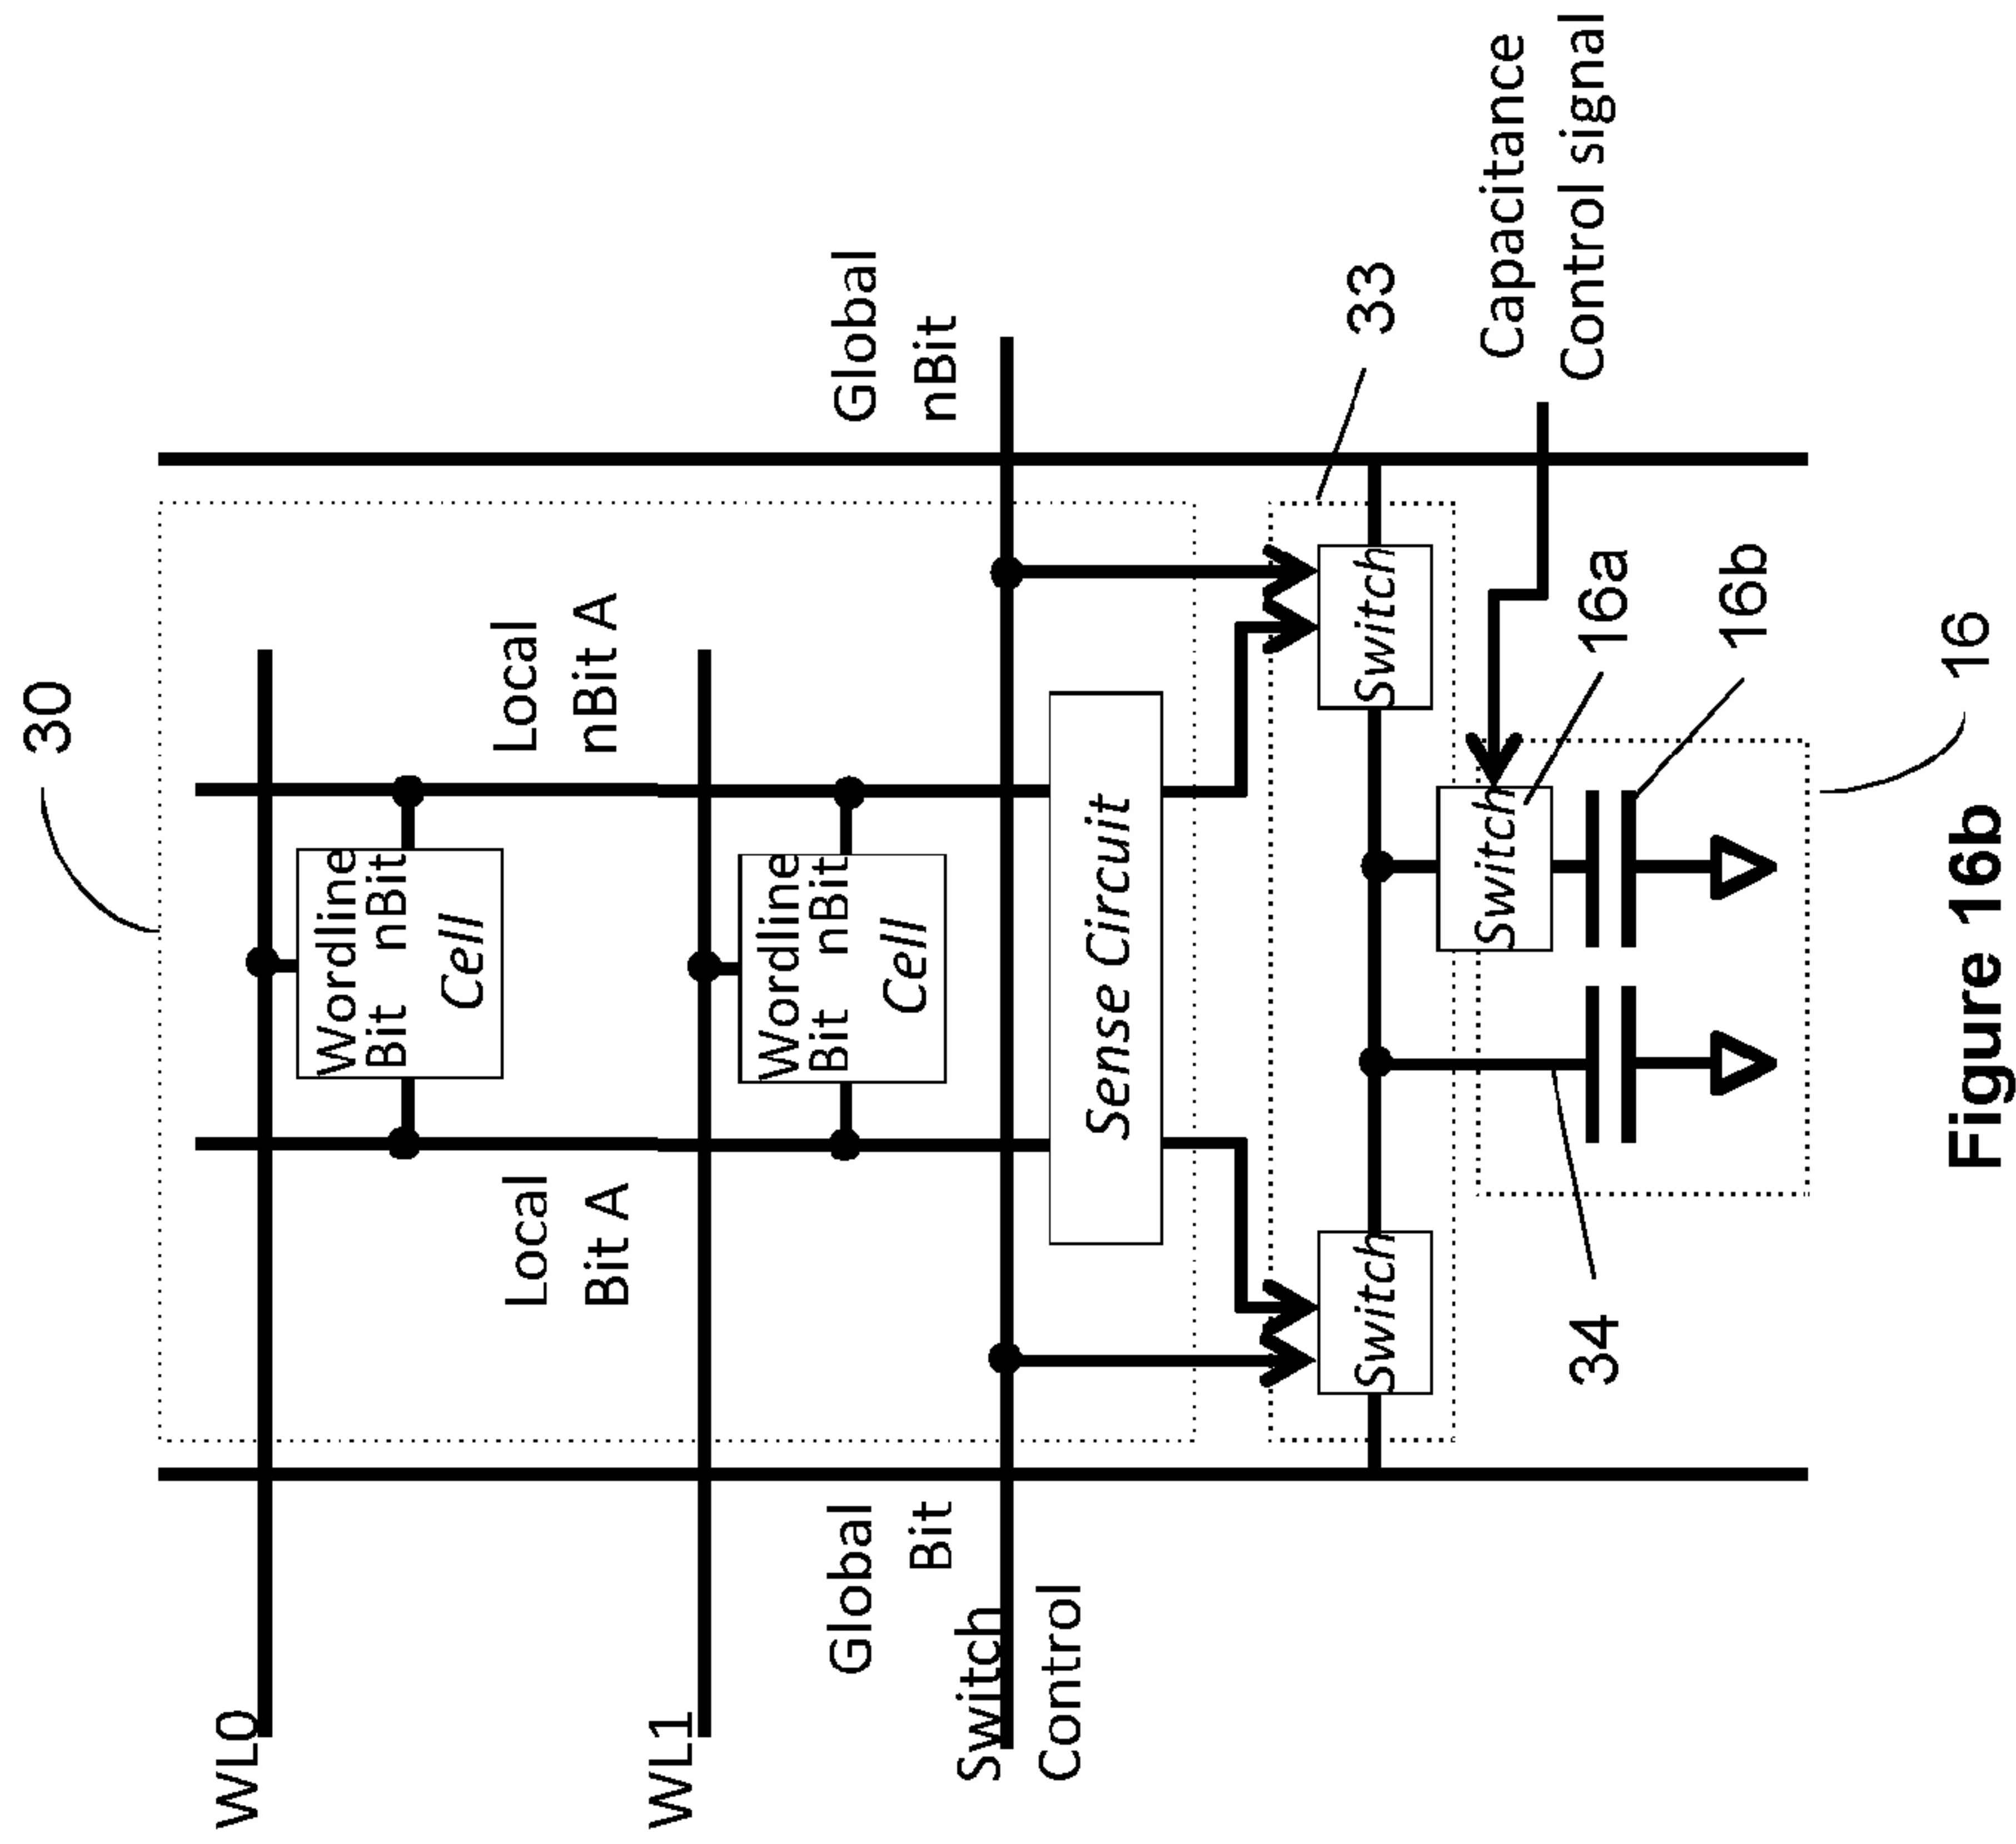 30
WL0
Wordline
Bit nBit
Cell
Local
nBit A
Local
Bit A
WL1
Wordline
Bit nBit
Cell
Global
nBit
Global
Bit
Switch
Control
Sense Circuit
33
Switch
Switch
Capacitance
Control signal
Switch
16a
34
16b
16
Figure 16b